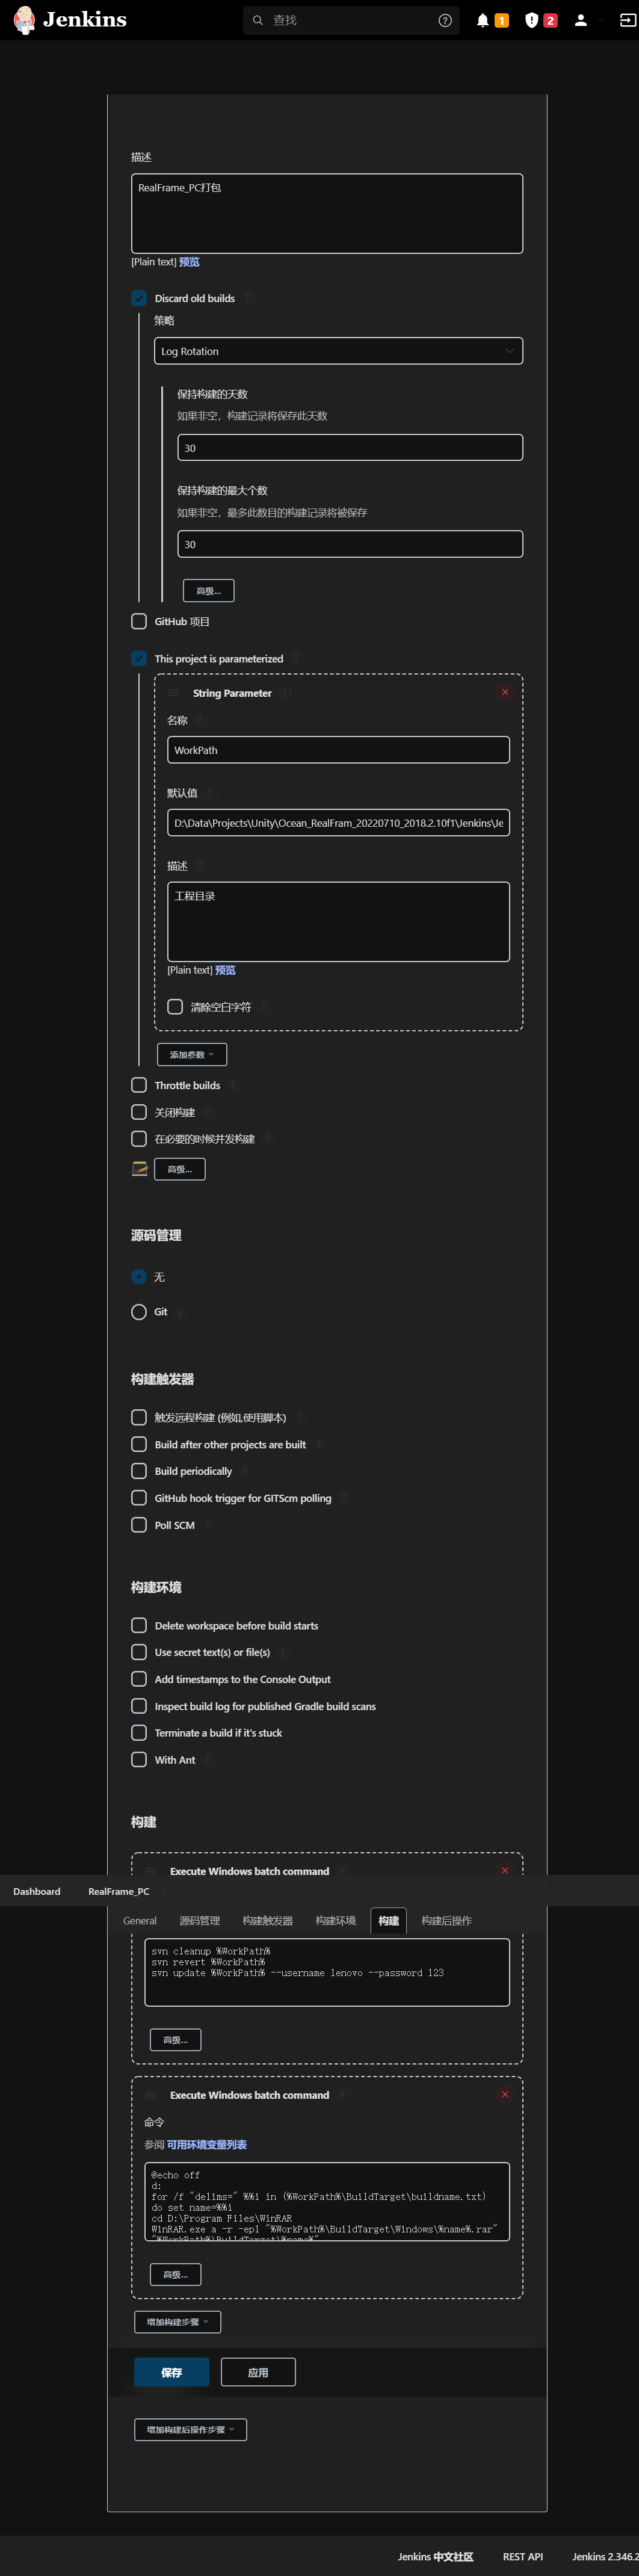 Jenkins
查找
1
2
描述
RealFrame_PC打包
[Plain text] 预览
Discard old builds ?
策略
Log Rotation
保持构建的天数
如果非空，构建记录将保存此天数
30
保持构建的最大个数
如果非空，最多此数目的构建记录将被保存
30
高级...
GitHub 项目
This project is parameterized ?
String Parameter ?
名称 ?
WorkPath
默认值 ?
D:\Data\Projects\Unity\Ocean_RealFram_20220710_2018.2.10f1\Jenkins\Je
描述 ?
工程目录
[Plain text] 预览
清除空白字符 ?
添加参数
Throttle builds ?
关闭构建 ?
在必要的时候并发构建 ?
高级...
源码管理
无
Git ?
构建触发器
触发远程构建 (例如,使用脚本) ?
Build after other projects are built ?
Build periodically ?
GitHub hook trigger for GITScm polling ?
Poll SCM ?
构建环境
Delete workspace before build starts
Use secret text(s) or file(s) ?
Add timestamps to the Console Output
Inspect build log for published Gradle build scans
Terminate a build if it's stuck
With Ant ?
构建
Execute Windows batch command ?
Dashboard RealFrame_PC
General 源码管理 构建触发器 构建环境 构建 构建后操作
svn cleanup %WorkPath%
svn revert %WorkPath%
svn update %WorkPath% --username lenovo --password 123
高级...
Execute Windows batch command ?
命令
参阅 可用环境变量列表
@echo off
d:
for /f "delims=" %%i in (%WorkPath%\BuildTarget\buildname.txt)
do set name=%%i
cd D:\Program Files\WinRAR
WinRAR.exe a -r -ep1 "%WorkPath%\BuildTarget\Windows\%name%.rar"
"%WorkPath%\BuildTarget\%name%"
高级...
增加构建步骤
保存 应用
增加构建后操作步骤
Jenkins 中文社区 REST API Jenkins 2.346.2